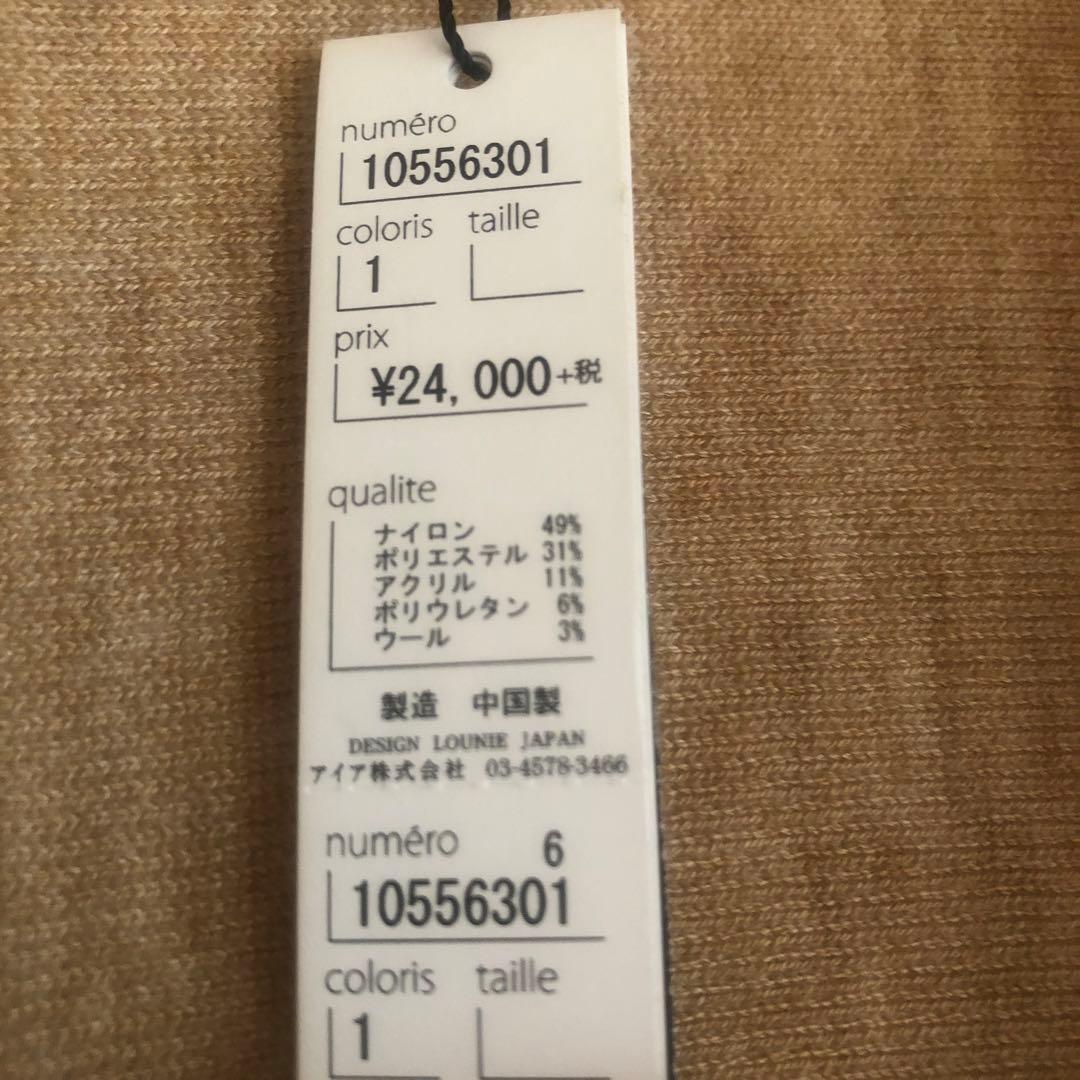 numéro
10556301
coloris taille
1
prix
¥24,000+税
qualite
ナイロン 49%
ポリエステル 31%
アクリル 11%
ポリウレタン 6%
ウール 3%
製造 中国製
DESIGN LOUNIE JAPAN
アイア株式会社 03-4578-3466
numéro 6
10556301
coloris taille
1